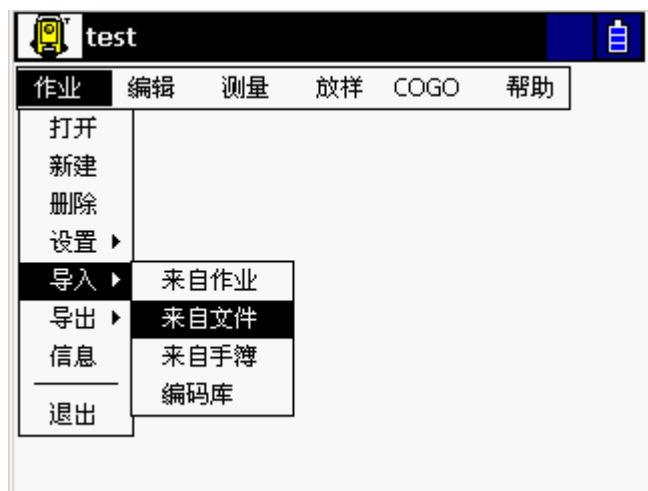 test
作业 编辑 测量 放样 COGO 帮助
打开
新建
删除
设置
导入 来自作业
导出 来自文件
信息 来自手簿
编码库
退出